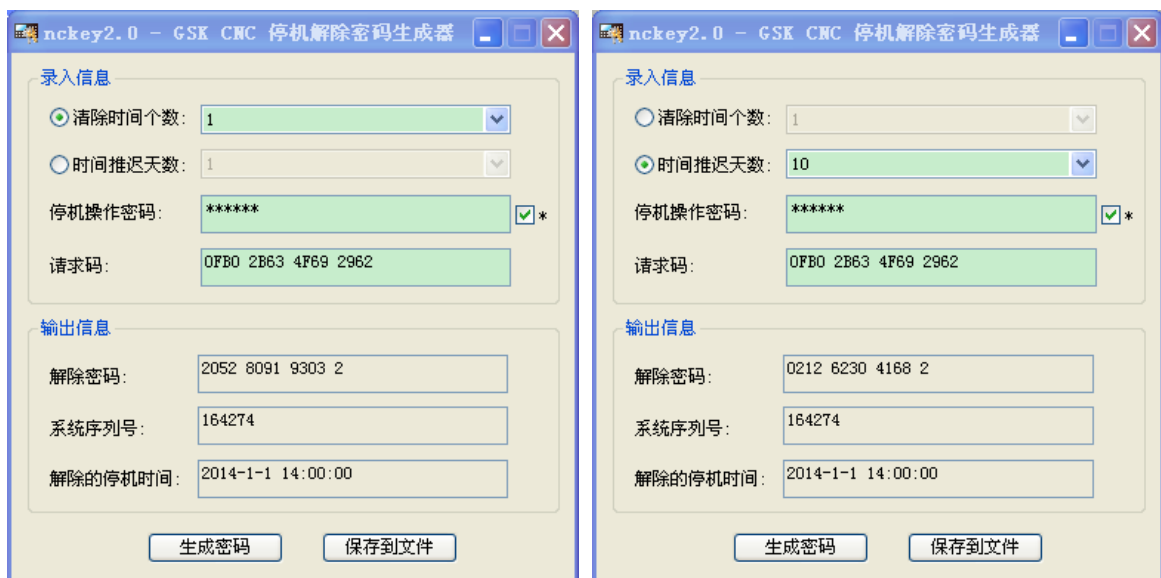 nckey2.0 - GSK CNC 停机解除密码生成器
录入信息
清除时间个数: 1
时间推迟天数: 1
停机操作密码: ****** *
请求码: 0FB0 2B63 4F69 2962
输出信息
解除密码: 2052 8091 9303 2
系统序列号: 164274
解除的停机时间: 2014-1-1 14:00:00
生成密码 保存到文件
nckey2.0 - GSK CNC 停机解除密码生成器
录入信息
清除时间个数: 1
时间推迟天数: 10
停机操作密码: ****** *
请求码: 0FB0 2B63 4F69 2962
输出信息
解除密码: 0212 6230 4168 2
系统序列号: 164274
解除的停机时间: 2014-1-1 14:00:00
生成密码 保存到文件